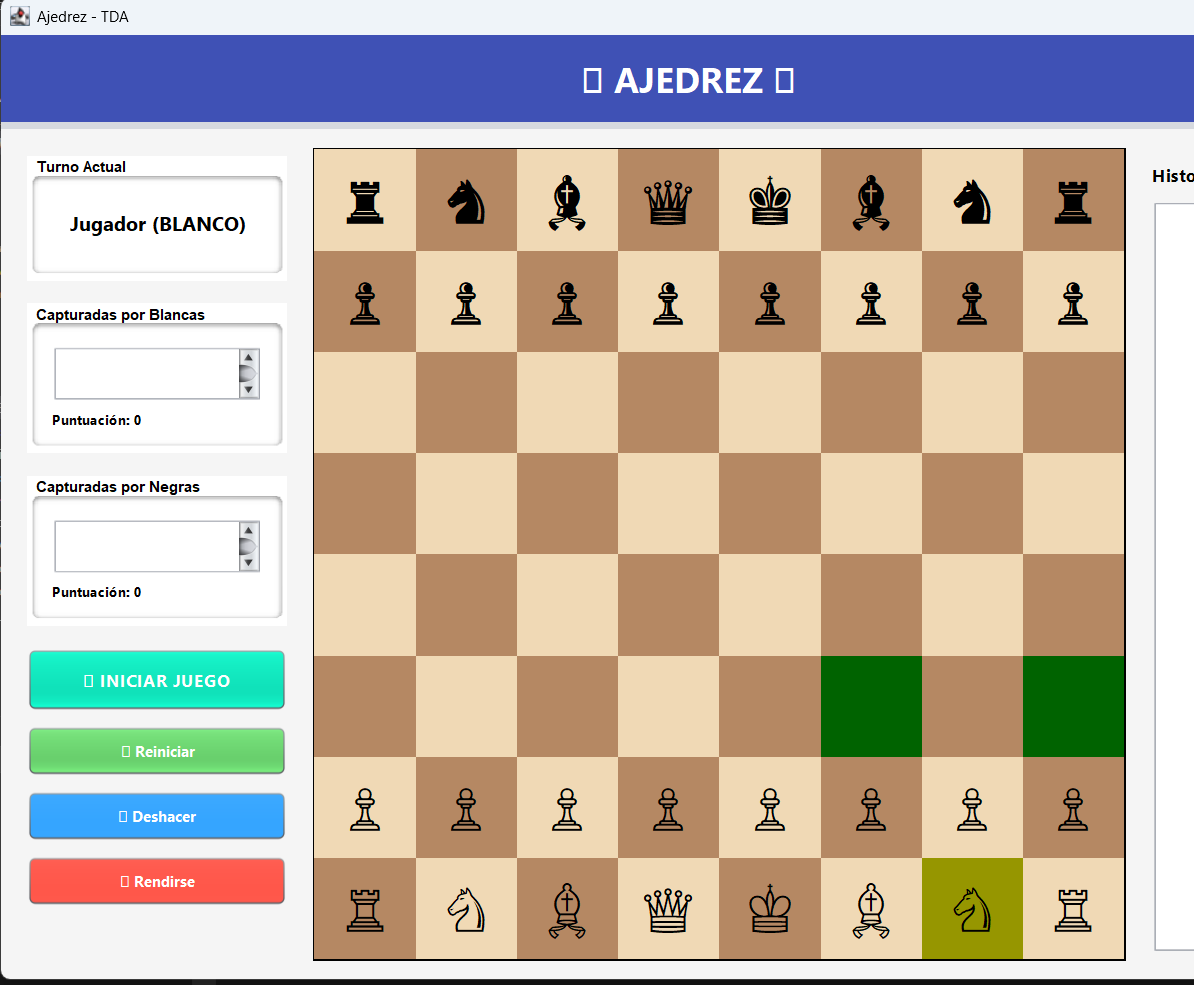 Ajedrez - TDA
AJEDREZ
Turno Actual
Jugador (BLANCO)
Capturadas por Blancas
Puntuación: 0
Capturadas por Negras
Puntuación: 0
INICIAR JUEGO
Reiniciar
Deshacer
Rendirse
Histo